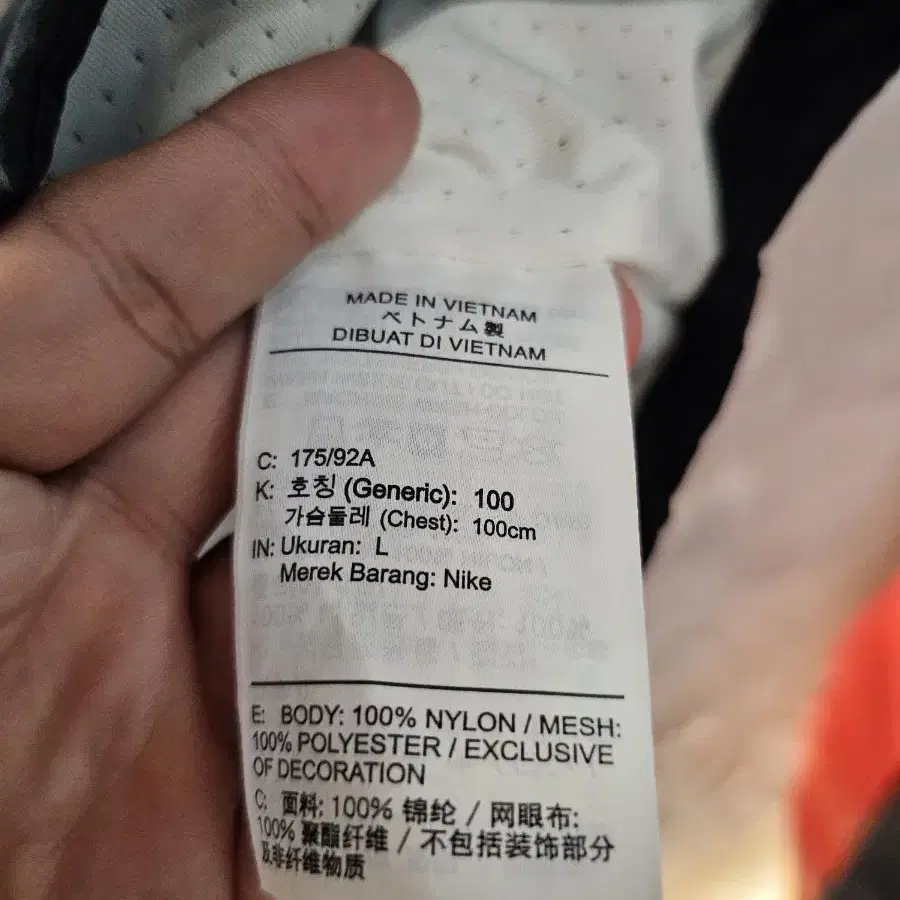 MADE IN VIETNAM
ベトナム製
DIBUAT DI VIETNAM
C: 175/92A
K: 호칭 (Generic): 100
가슴둘레 (Chest): 100cm
IN: Ukuran: L
Merek Barang: Nike
E: BODY: 100% NYLON / MESH:
100% POLYESTER / EXCLUSIVE
OF DECORATION
C: 面料: 100% 锦纶 / 网眼布:
100% 聚酯纤维 / 不包括装饰部分
及非纤维物质